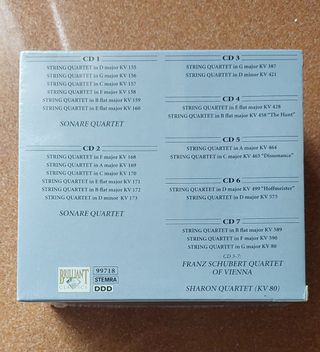 CD 1
STRING QUARTET in D major KV 155
STRING QUARTET in G major KV 156
STRING QUARTET in C major KV 157
STRING QUARTET in F major KV 158
STRING QUARTET in B flat major KV 159
STRING QUARTET in E flat major KV 160
SONARE QUARTET
CD 2
STRING QUARTET in F major KV 168
STRING QUARTET in A major KV 169
STRING QUARTET in C major KV 170
STRING QUARTET in E flat major KV 171
STRING QUARTET in B flat major KV 172
STRING QUARTET in D minor KV 173
SONARE QUARTET
CD 3
STRING QUARTET in G major KV 387
STRING QUARTET in D minor KV 421
CD 4
STRING QUARTET in E flat major KV 428
STRING QUARTET in B flat major KV 458 "The Hunt"
CD 5
STRING QUARTET in A major KV 464
STRING QUARTET in C major KV 465 "Dissonance"
CD 6
STRING QUARTET in D major KV 499 "Hoffmeister"
STRING QUARTET in D major KV 575
CD 7
STRING QUARTET in B flat major KV 589
STRING QUARTET in F major KV 590
STRING QUARTET in G major KV 80
CD 3-7:
FRANZ SCHUBERT QUARTET
OF VIENNA
SHARON QUARTET (KV 80)
BRILLIANT
CLASSICS
99718
STEMRA
DDD